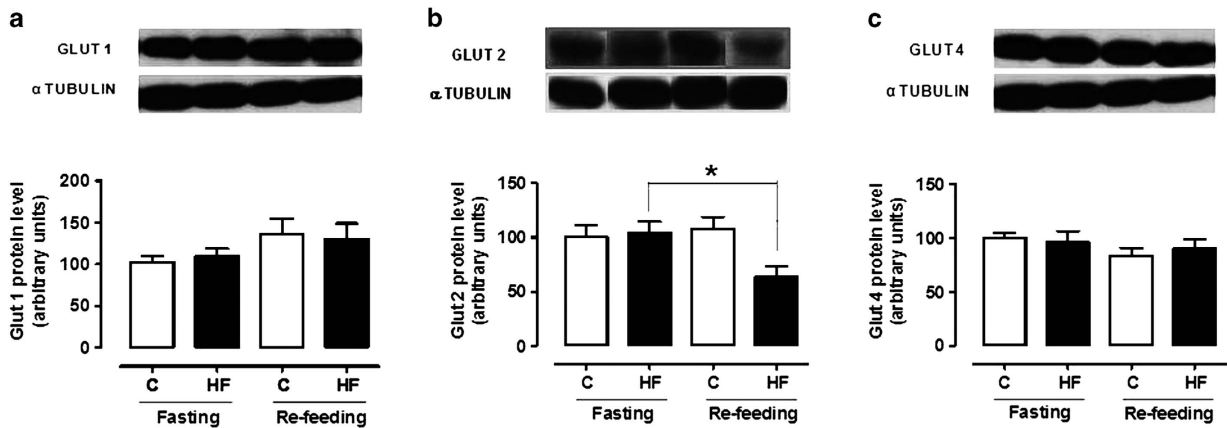 a
GLUT 1
α TUBULIN
Glut 1 protein level
(arbitrary units)
200
150
100
50
0
C HF C HF
Fasting Re-feeding
b
GLUT 2
α TUBULIN
Glut2 protein level
(arbitrary units)
150
100
50
0
*
C HF C HF
Fasting Re-feeding
c
GLUT 4
α TUBULIN
Glut 4 protein level
(arbitrary units)
150
100
50
0
C HF C HF
Fasting Re-feeding